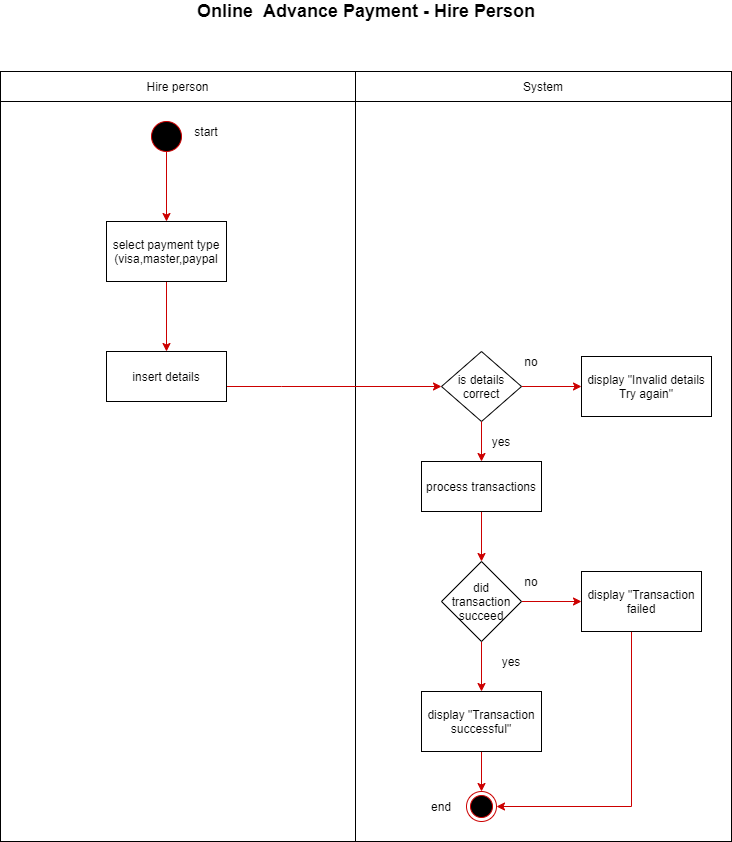 Online  Advance Payment - Hire Person
Hire person
System
start
select payment type
(visa,master,paypal
insert details
is details
correct
no
display "Invalid details
Try again"
yes
process transactions
did
transaction
succeed
no
display "Transaction
failed
yes
display "Transaction
successful"
end